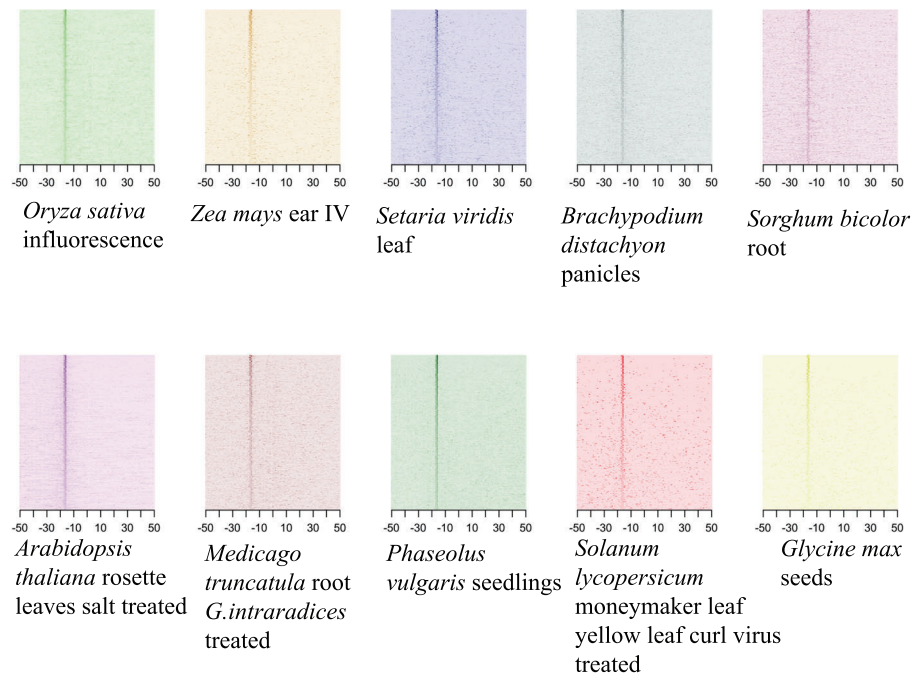 -50 -30 -10 10 30 50 -50 -30 -10 10 30 50 -50 -30 -10 10 30 50 -50 -30 -10 10 30 50 -50 -30 -10 10 30 50
Oryza sativa
influorescence
Zea mays ear IV
Setaria viridis
leaf
Brachypodium
distachyon
panicles
Sorghum bicolor
root
-50 -30 -10 10 30 50 -50 -30 -10 10 30 50 -50 -30 -10 10 30 50 -50 -30 -10 10 30 50 -50 -30 -10 10 30 50
Arabidopsis
thaliana rosette
leaves salt treated
Medicago
truncatula root
G.intraradices
treated
Phaseolus
vulgaris seedlings
Solanum
lycopersicum
moneymaker leaf
yellow leaf curl virus
treated
Glycine max
seeds